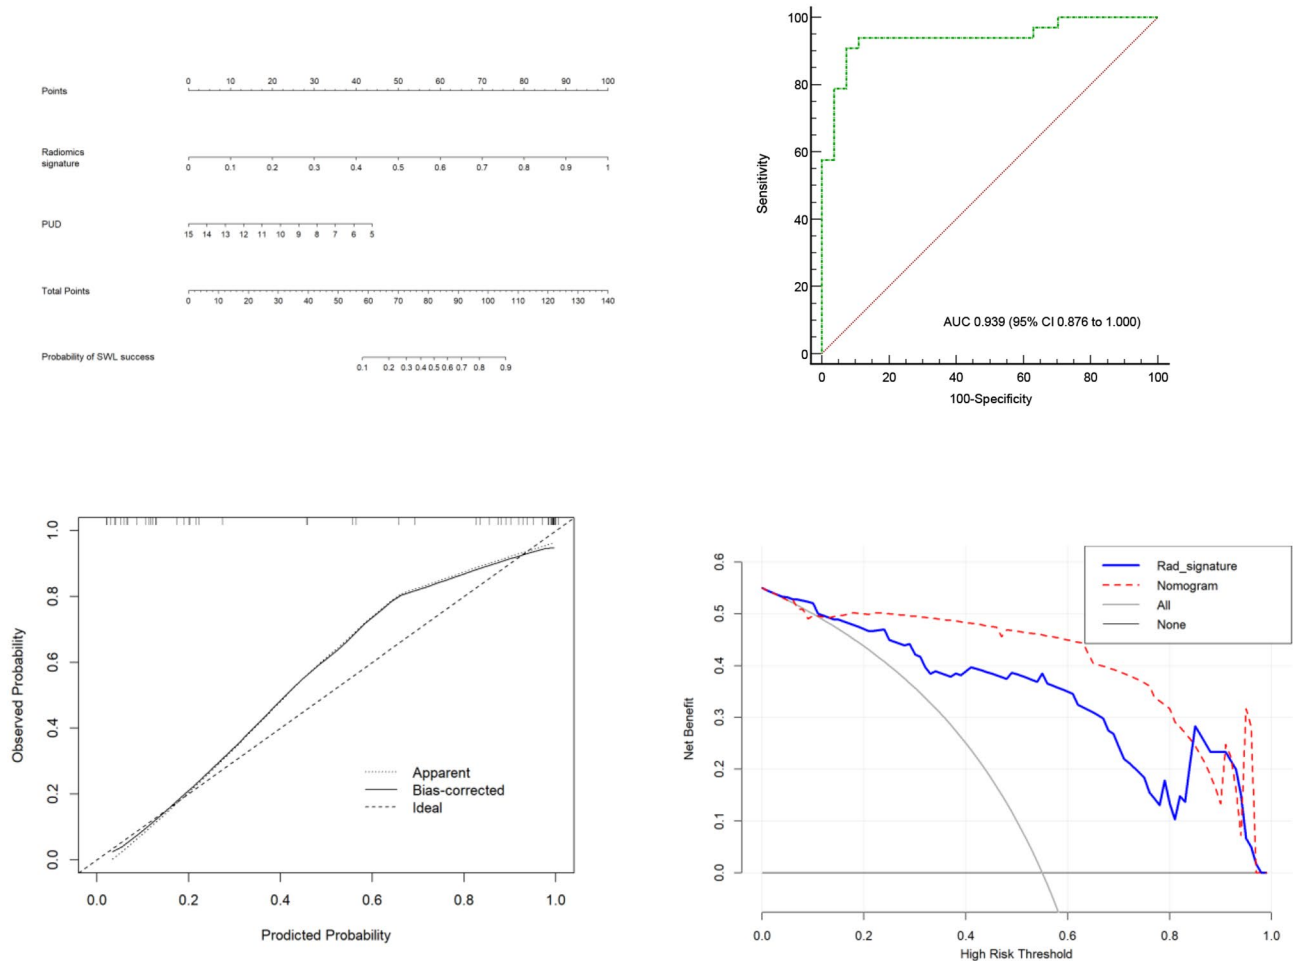 Points
0 10 20 30 40 50 60 70 80 90 100
Radiomics
signature
0 0.1 0.2 0.3 0.4 0.5 0.6 0.7 0.8 0.9 1
PUD
15 14 13 12 11 10 9 8 7 6 5
Total Points
0 10 20 30 40 50 60 70 80 90 100 110 120 130 140
Probability of SWL success
0.1 0.2 0.3 0.4 0.5 0.6 0.7 0.8 0.9
100
80
60
40
20
0
Sensitivity
AUC 0.939 (95% CI 0.876 to 1.000)
0 20 40 60 80 100
100-Specificity
1.0
0.8
0.6
0.4
0.2
0.0
Observed Probability
Apparent
Bias-corrected
Ideal
0.0 0.2 0.4 0.6 0.8 1.0
Prodicted Probability
0.6
0.5
0.4
0.3
0.2
0.1
0.0
Net Benefit
Rad_signature
Nomogram
All
None
0.0 0.2 0.4 0.6 0.8 1.0
High Risk Threshold